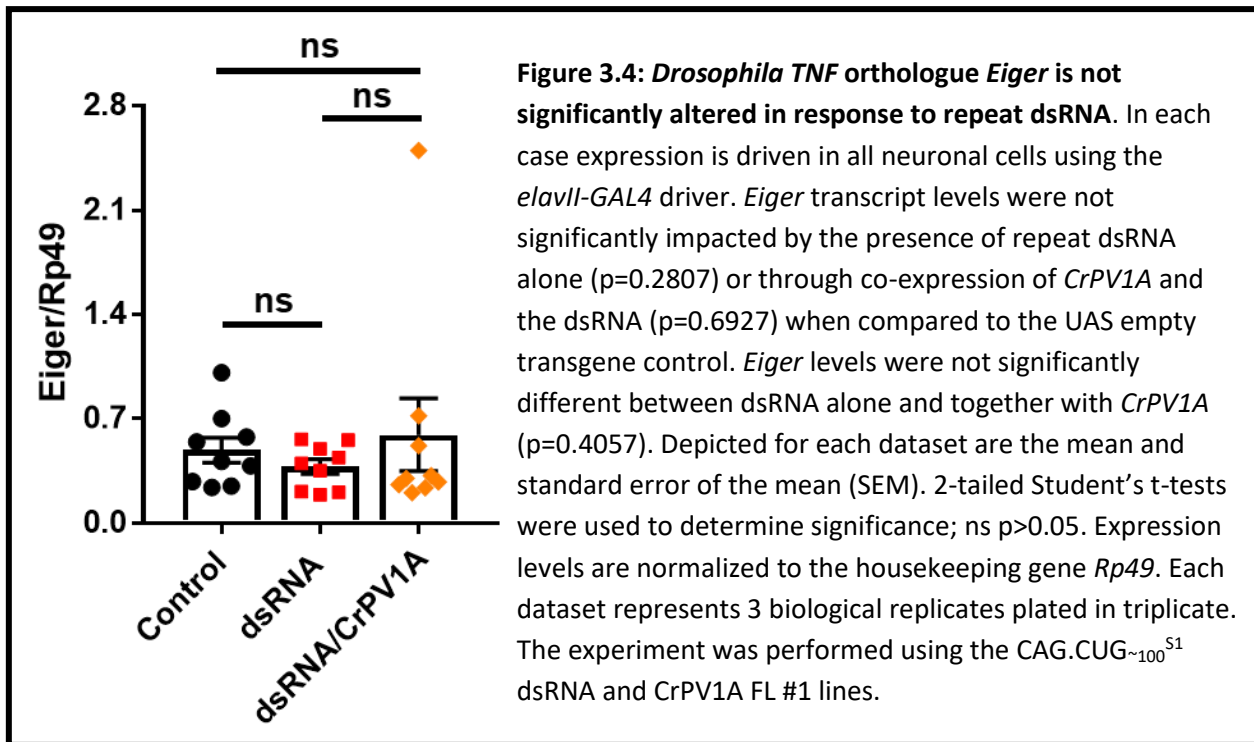 ns
ns
2.8
2.1
1.4
0.7
0.0
ns
Eiger/Rp49
Control
dsRNA
dsRNA/CrPV1A
Figure 3.4: Drosophila TNF orthologue Eiger is not
significantly altered in response to repeat dsRNA. In each
case expression is driven in all neuronal cells using the
elavII-GAL4 driver. Eiger transcript levels were not
significantly impacted by the presence of repeat dsRNA
alone (p=0.2807) or through co-expression of CrPV1A and
the dsRNA (p=0.6927) when compared to the UAS empty
transgene control. Eiger levels were not significantly
different between dsRNA alone and together with CrPV1A
(p=0.4057). Depicted for each dataset are the mean and
standard error of the mean (SEM). 2-tailed Student’s t-tests
were used to determine significance; ns p>0.05. Expression
levels are normalized to the housekeeping gene Rp49. Each
dataset represents 3 biological replicates plated in triplicate.
The experiment was performed using the CAG.CUG~100S1
dsRNA and CrPV1A FL #1 lines.